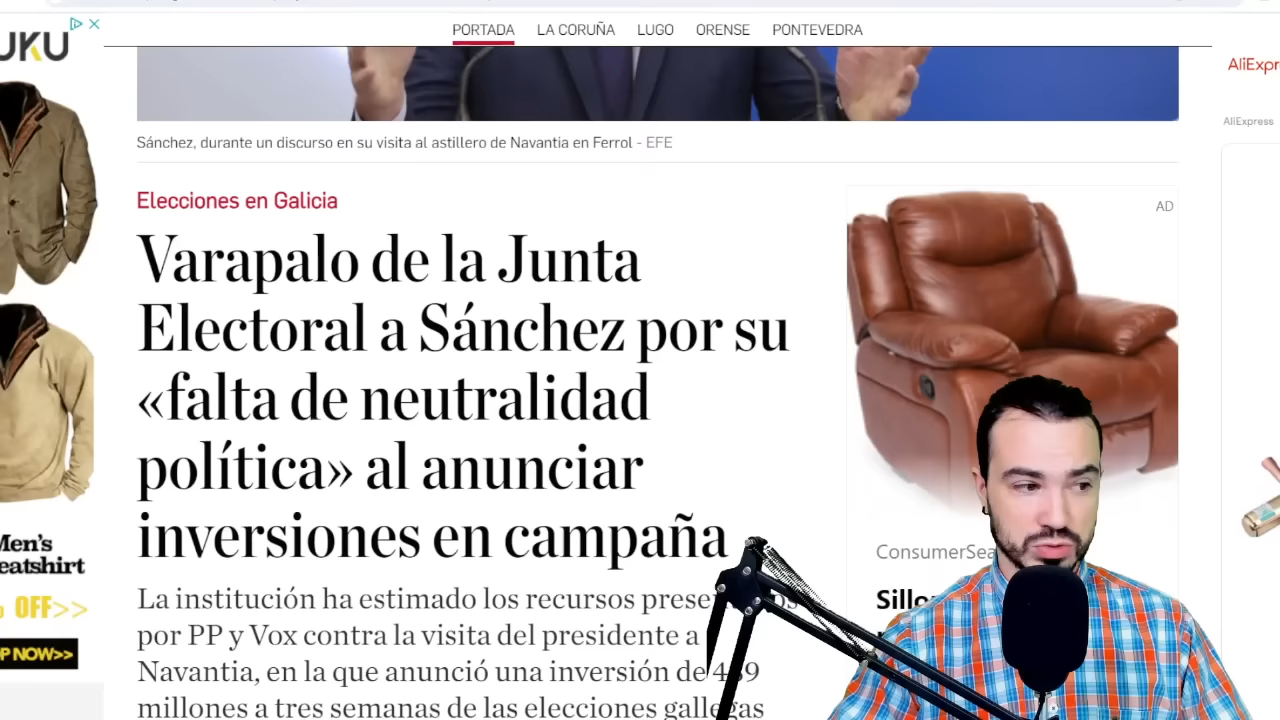 PORTADA LA CORUÑA LUGO ORENSE PONTEVEDRA
Sánchez, durante un discurso en su visita al astillero de Navantia en Ferrol - EFE
Elecciones en Galicia
Varapalo de la Junta
Electoral a Sánchez por su
«falta de neutralidad
política» al anunciar
inversiones en campaña
La institución ha estimado los recursos
por PP y Vox contra la visita del presidente a
Navantia, en la que anunció una inversión de
millones a tres semanas de las elecciones gallegas
UKU
Men's
eatshirt
OFF>>
P NOW>>
AD
ConsumerSea
Sillo
AliExpr
AliExpress